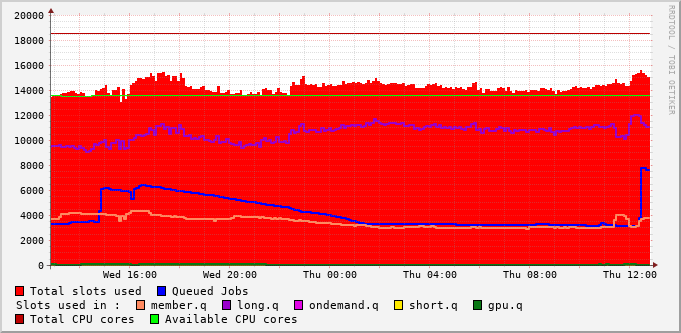 RRDTOOL / TOBI OETIKER
20000
18000
16000
14000
12000
10000
8000
6000
4000
2000
0
Wed 16:00 Wed 20:00 Thu 00:00 Thu 04:00 Thu 08:00 Thu 12:00
Total slots used Queued Jobs
Slots used in : member.q long.q ondemand.q short.q gpu.q
Total CPU cores Available CPU cores